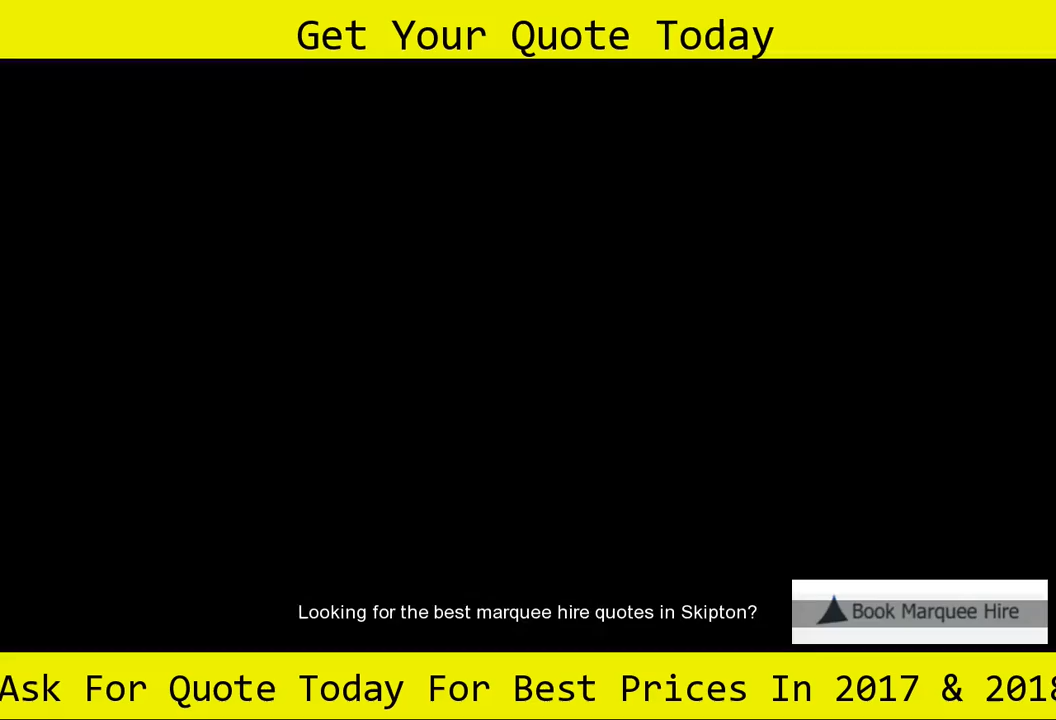 Get Your Quote Today
Looking for the best marquee hire quotes in Skipton?
Book Marquee Hire
Ask For Quote Today For Best Prices In 2017 & 2018